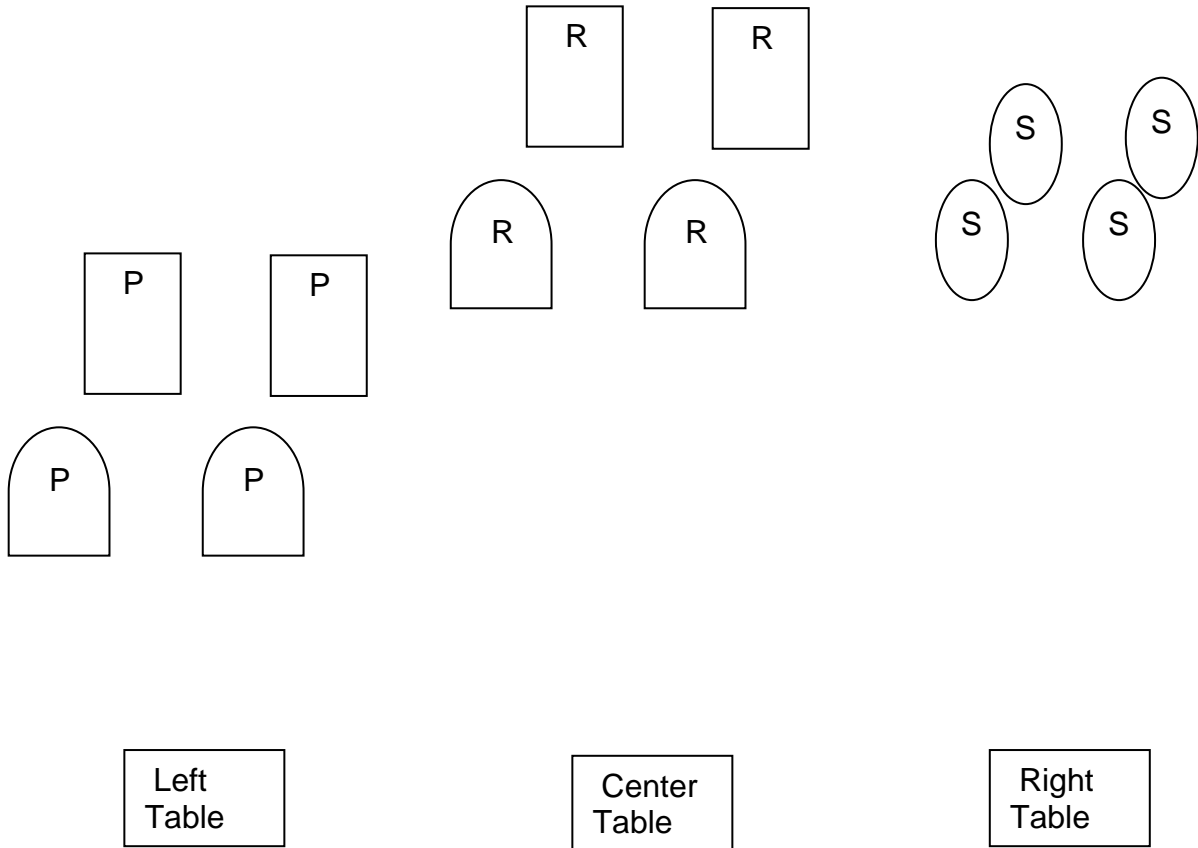 R R
S S
R R S S
P P
P P
Left
Table
Center
Table
Right
Table